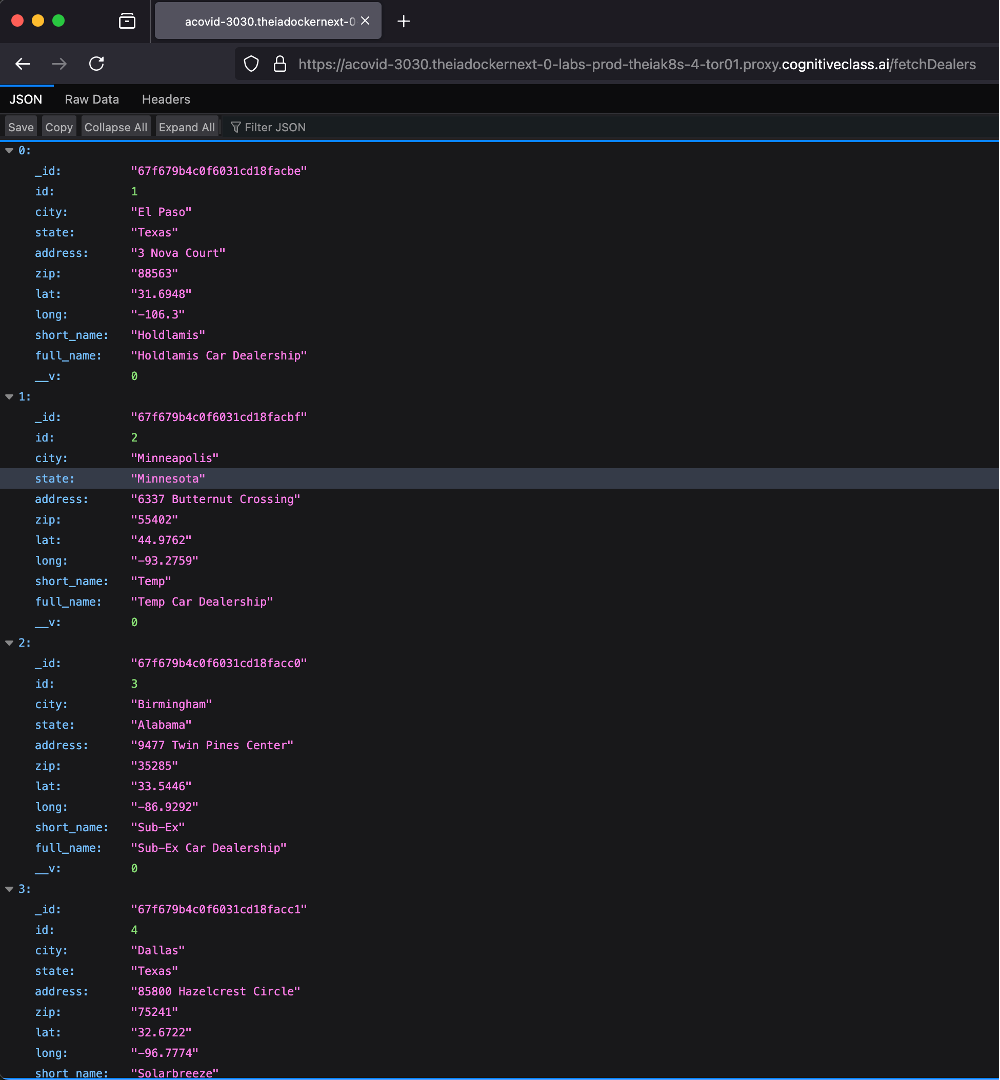 acovid-3030.theiadockernext-0
https://acovid-3030.theiadockernext-0-labs-prod-theiak8s-4-tor01.proxy.cognitiveclass.ai/fetchDealers
JSON Raw Data Headers
Save Copy Collapse All Expand All Filter JSON
0:
_id: "67f679b4c0f6031cd18facbe"
id: 1
city: "El Paso"
state: "Texas"
address: "3 Nova Court"
zip: "88563"
lat: "31.6948"
long: "-106.3"
short_name: "Holdlamis"
full_name: "Holdlamis Car Dealership"
__v: 0
1:
_id: "67f679b4c0f6031cd18facbf"
id: 2
city: "Minneapolis"
state: "Minnesota"
address: "6337 Butternut Crossing"
zip: "55402"
lat: "44.9762"
long: "-93.2759"
short_name: "Temp"
full_name: "Temp Car Dealership"
__v: 0
2:
_id: "67f679b4c0f6031cd18facc0"
id: 3
city: "Birmingham"
state: "Alabama"
address: "9477 Twin Pines Center"
zip: "35285"
lat: "33.5446"
long: "-86.9292"
short_name: "Sub-Ex"
full_name: "Sub-Ex Car Dealership"
__v: 0
3:
_id: "67f679b4c0f6031cd18facc1"
id: 4
city: "Dallas"
state: "Texas"
address: "85800 Hazelcrest Circle"
zip: "75241"
lat: "32.6722"
long: "-96.7774"
short_name: "Solarbreeze"